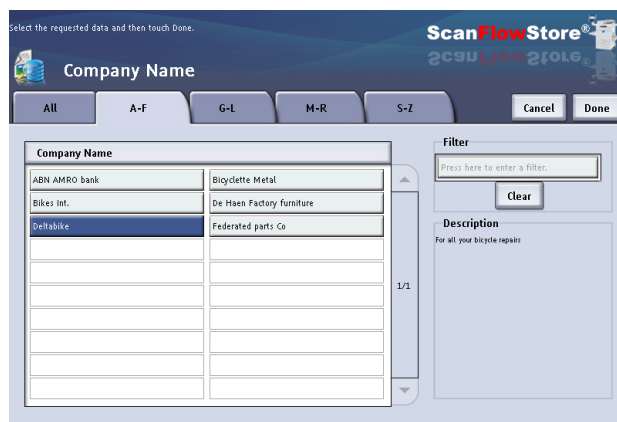 Select the requested data and then touch Done.
ScanFlowStore®
Company Name
All A-F G-L M-R S-Z Cancel Done
Company Name
ABN AMRO bank Bicyclette Metal
Bikes Int. De Haen Factory furniture
Deltabike Federated parts Co
1/1
Filter
Press here to enter a filter.
Clear
Description
For all your bicycle repairs